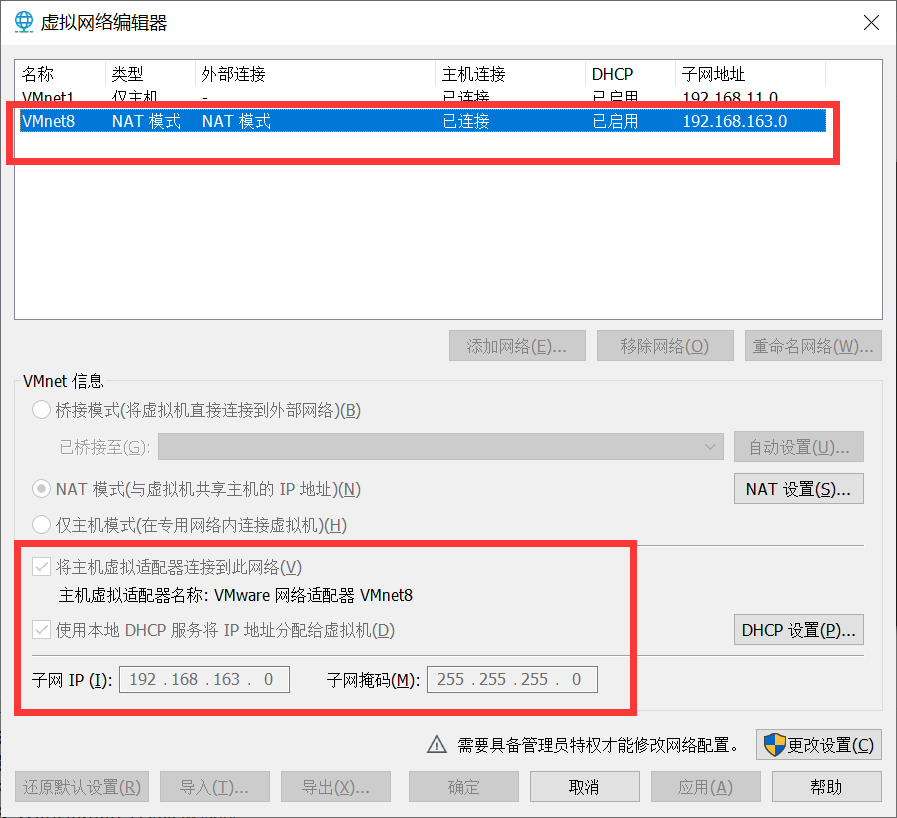 虚拟网络编辑器
名称 类型 外部连接 主机连接 DHCP 子网地址
VMnet1 仅主机... - 已连接 已启用 192.168.11.0
VMnet8 NAT 模式 NAT 模式 已连接 已启用 192.168.163.0
添加网络(E)... 移除网络(O) 重命名网络(W)...
VMnet 信息
桥接模式(将虚拟机直接连接到外部网络)(B)
已桥接至(G): 自动设置(U)...
NAT 模式(与虚拟机共享主机的 IP 地址)(N) NAT 设置(S)...
仅主机模式(在专用网络内连接虚拟机)(H)
将主机虚拟适配器连接到此网络(V)
主机虚拟适配器名称: VMware 网络适配器 VMnet8
使用本地 DHCP 服务将 IP 地址分配给虚拟机(D) DHCP 设置(P)...
子网 IP (I): 192 . 168 . 163 . 0 子网掩码(M): 255 . 255 . 255 . 0
需要具备管理员特权才能修改网络配置。 更改设置(C)
还原默认设置(R) 导入(T)... 导出(X)... 确定 取消 应用(A) 帮助